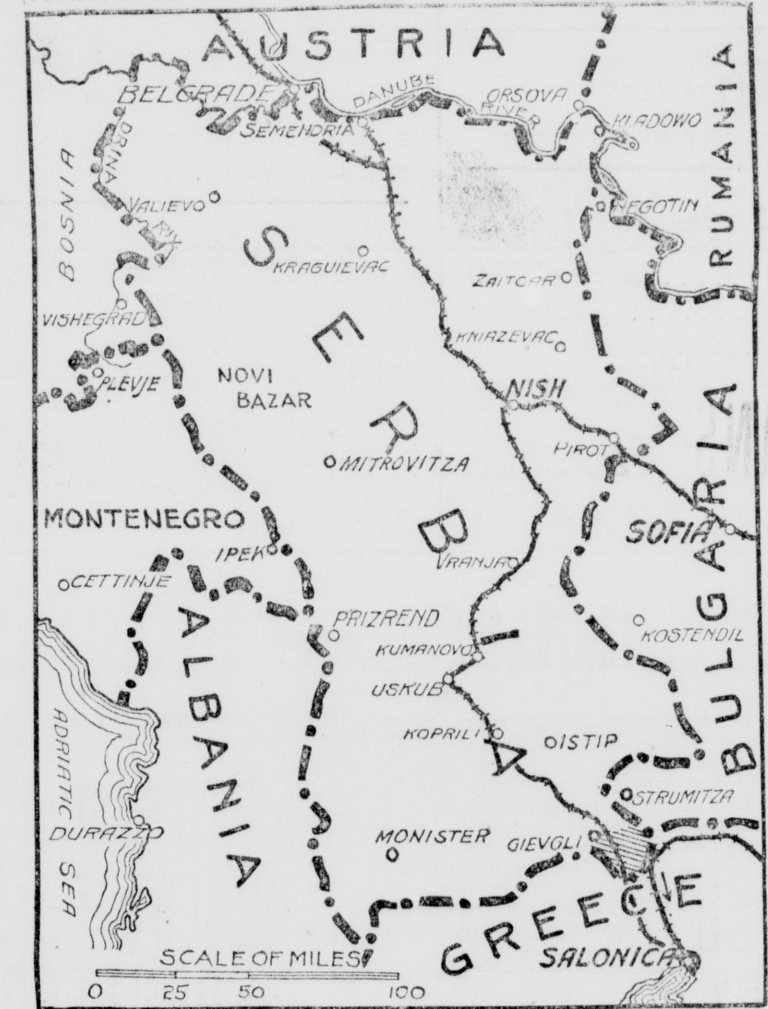 AUSTRIA
BELGRADE
DANUBE
RIVER
ORSOVA
SEMENDRIA
KLADOWO
RUMANIA
DRINA
RIV.
BOSNIA
VALIEVO
NEGOTIN
SERBIA
KRAGUIEVAC
ZAITCAR
VISHEGRAD
KNIAZEVAC
PLEVJE
NOVI
BAZAR
NISH
PIROT
MITROVITZA
BULGARIA
MONTENEGRO
SOFIA
IPEK
VRANJA
CETTINJE
ALBANIA
PRIZREND
KOSTENDIL
KUMANOVO
USKUB
KOPRILI
ISTIP
ADRIATIC SEA
STRUMITZA
DURAZZO
MONISTER
GIEVGLI
GREECE
SALONICA
SCALE OF MILES
0 25 50 100